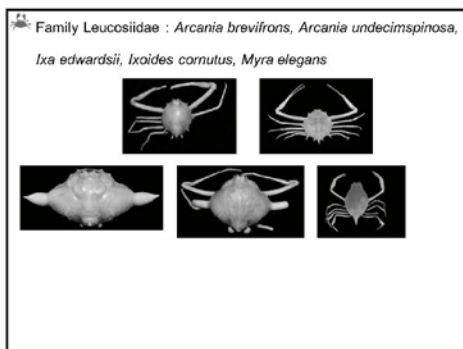 Family Leucosiidae : Arcania brevifrons, Arcania undecimspinosa,
Ixa edwardsii, Ixoides cornutus, Myra elegans